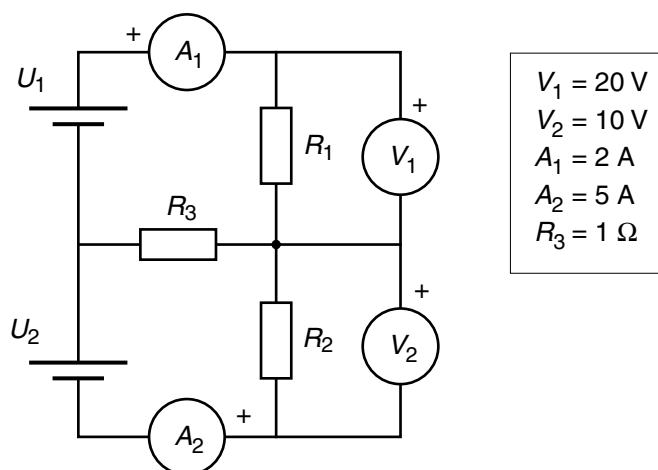 + A1
U1
+
R1 V1
R3
+
U2
R2 V2
A2 +
V1 = 20 V
V2 = 10 V
A1 = 2 A
A2 = 5 A
R3 = 1 Ω